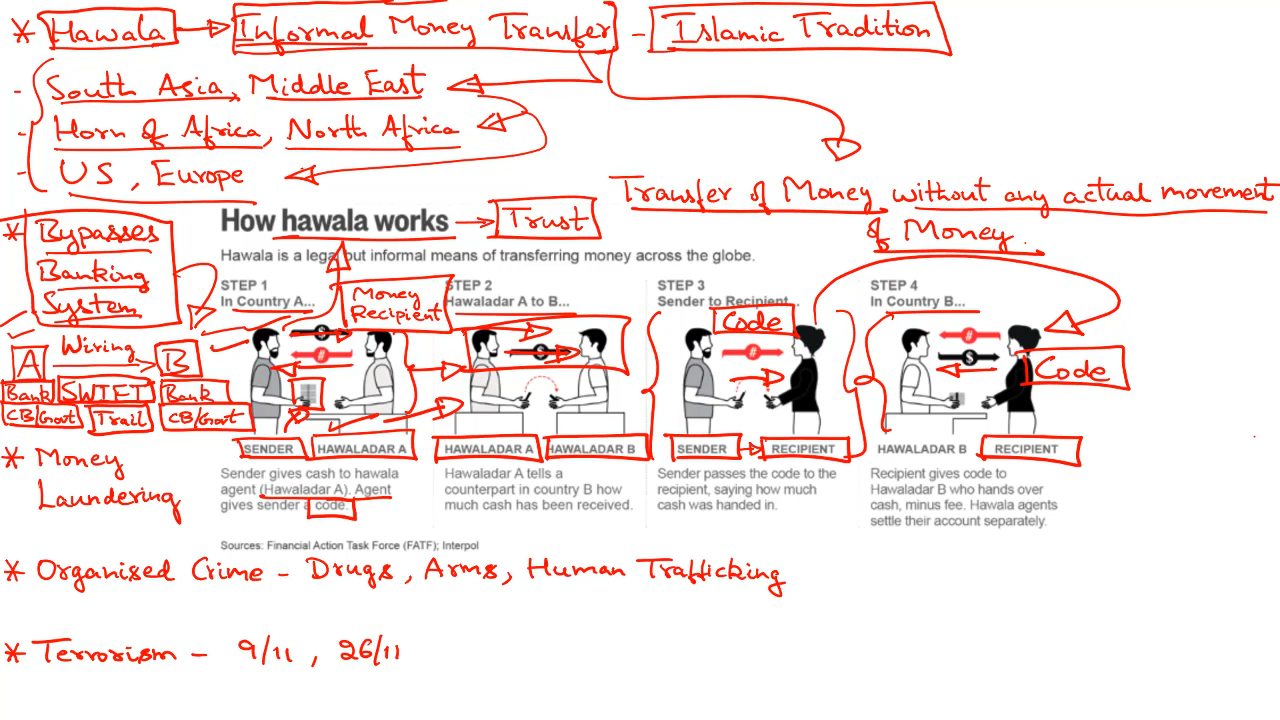 * Hawala → Informal Money Transfer - Islamic Tradition
- South Asia, Middle East
- Horn of Africa, North Africa
- US, Europe
Transfer of Money without any actual movement of Money.
* Bypasses
Banking
System
How hawala works → Trust
Hawala is a legal but informal means of transferring money across the globe.
A Wiring B
Bank SWIFT Bank
CB/Govt Trail CB/Govt
STEP 1
In Country A...
Money
Recipient
$
#
SENDER HAWALADAR A
Sender gives cash to hawala
agent (Hawaladar A). Agent
gives sender a code.
STEP 2
Hawaladar A to B...
$
HAWALADAR A HAWALADAR B
Hawaladar A tells a
counterpart in country B how
much cash has been received.
STEP 3
Sender to Recipient...
Code
#
SENDER RECIPIENT
Sender passes the code to the
recipient, saying how much
cash was handed in.
STEP 4
In Country B...
#
$
Code
HAWALADAR B RECIPIENT
Recipient gives code to
Hawaladar B who hands over
cash, minus fee. Hawala agents
settle their account separately.
Sources: Financial Action Task Force (FATF); Interpol
* Money
Laundering
* Organised Crime - Drugs, Arms, Human Trafficking
* Terrorism - 9/11, 26/11